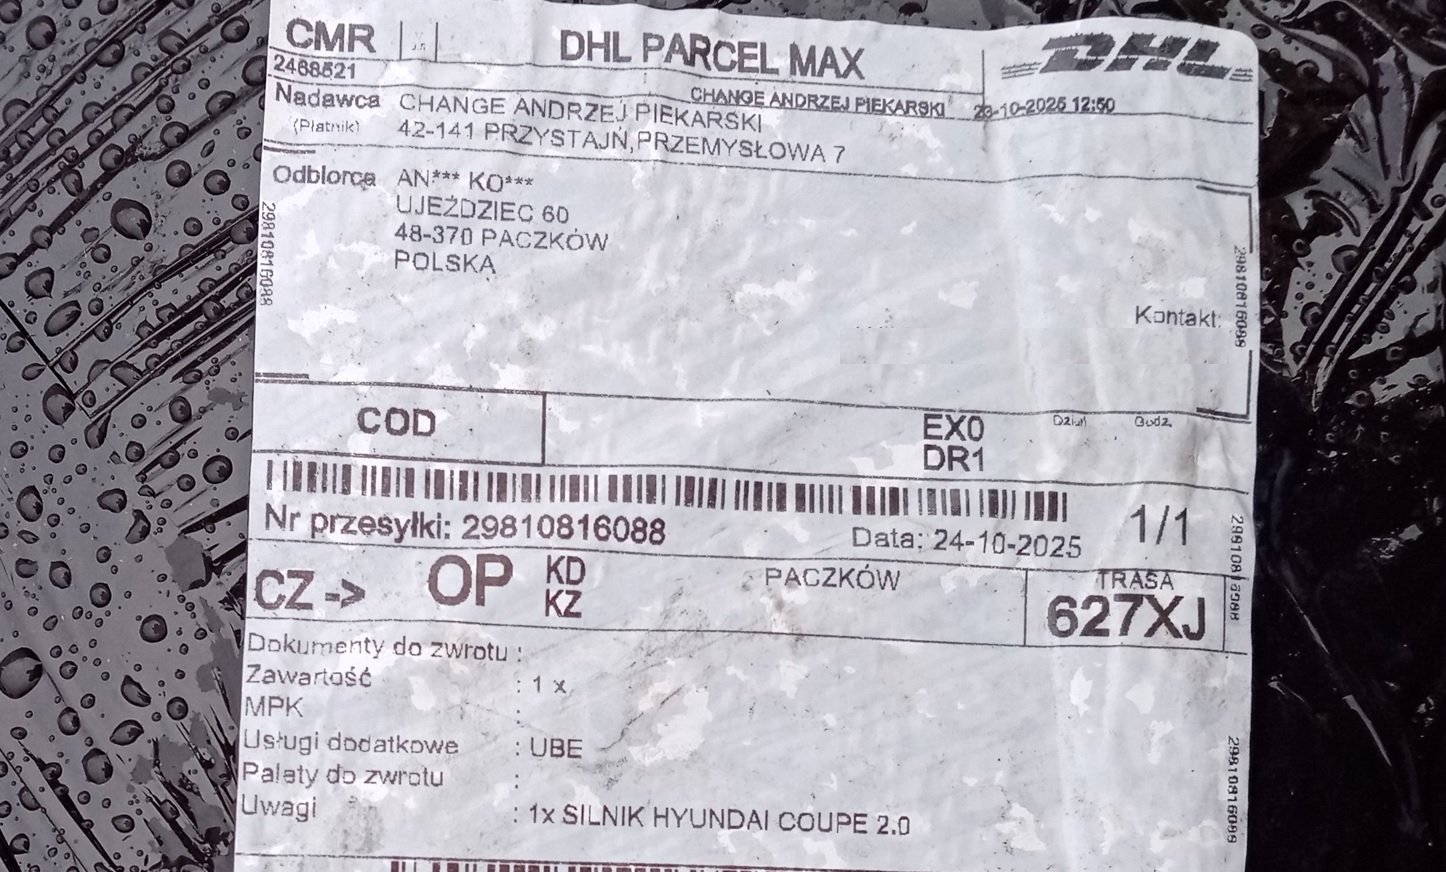 CMR
DHL PARCEL MAX
DHL
2468521
CHANGE ANDRZEJ PIEKARSKI 23-10-2025 12:50
Nadawca CHANGE ANDRZEJ PIEKARSKI
(Płatnik) 42-141 PRZYSTAJŃ,PRZEMYSŁOWA 7
Odbiorca AN*** KO***
UJEŹDZIEC 60
48-370 PACZKÓW
POLSKA
29810816088
29810816088
Kontakt:
COD
EX0
DR1
Dzień Godz.
Nr przesyłki: 29810816088
Data: 24-10-2025
1/1
29810816088
CZ -> OP KD
KZ
PACZKÓW
TRASA
627XJ
Dokumenty do zwrotu :
Zawartość : 1 x
MPK :
Usługi dodatkowe : UBE
Palety do zwrotu :
Uwagi : 1x SILNIK HYUNDAI COUPE 2.0
29810816088